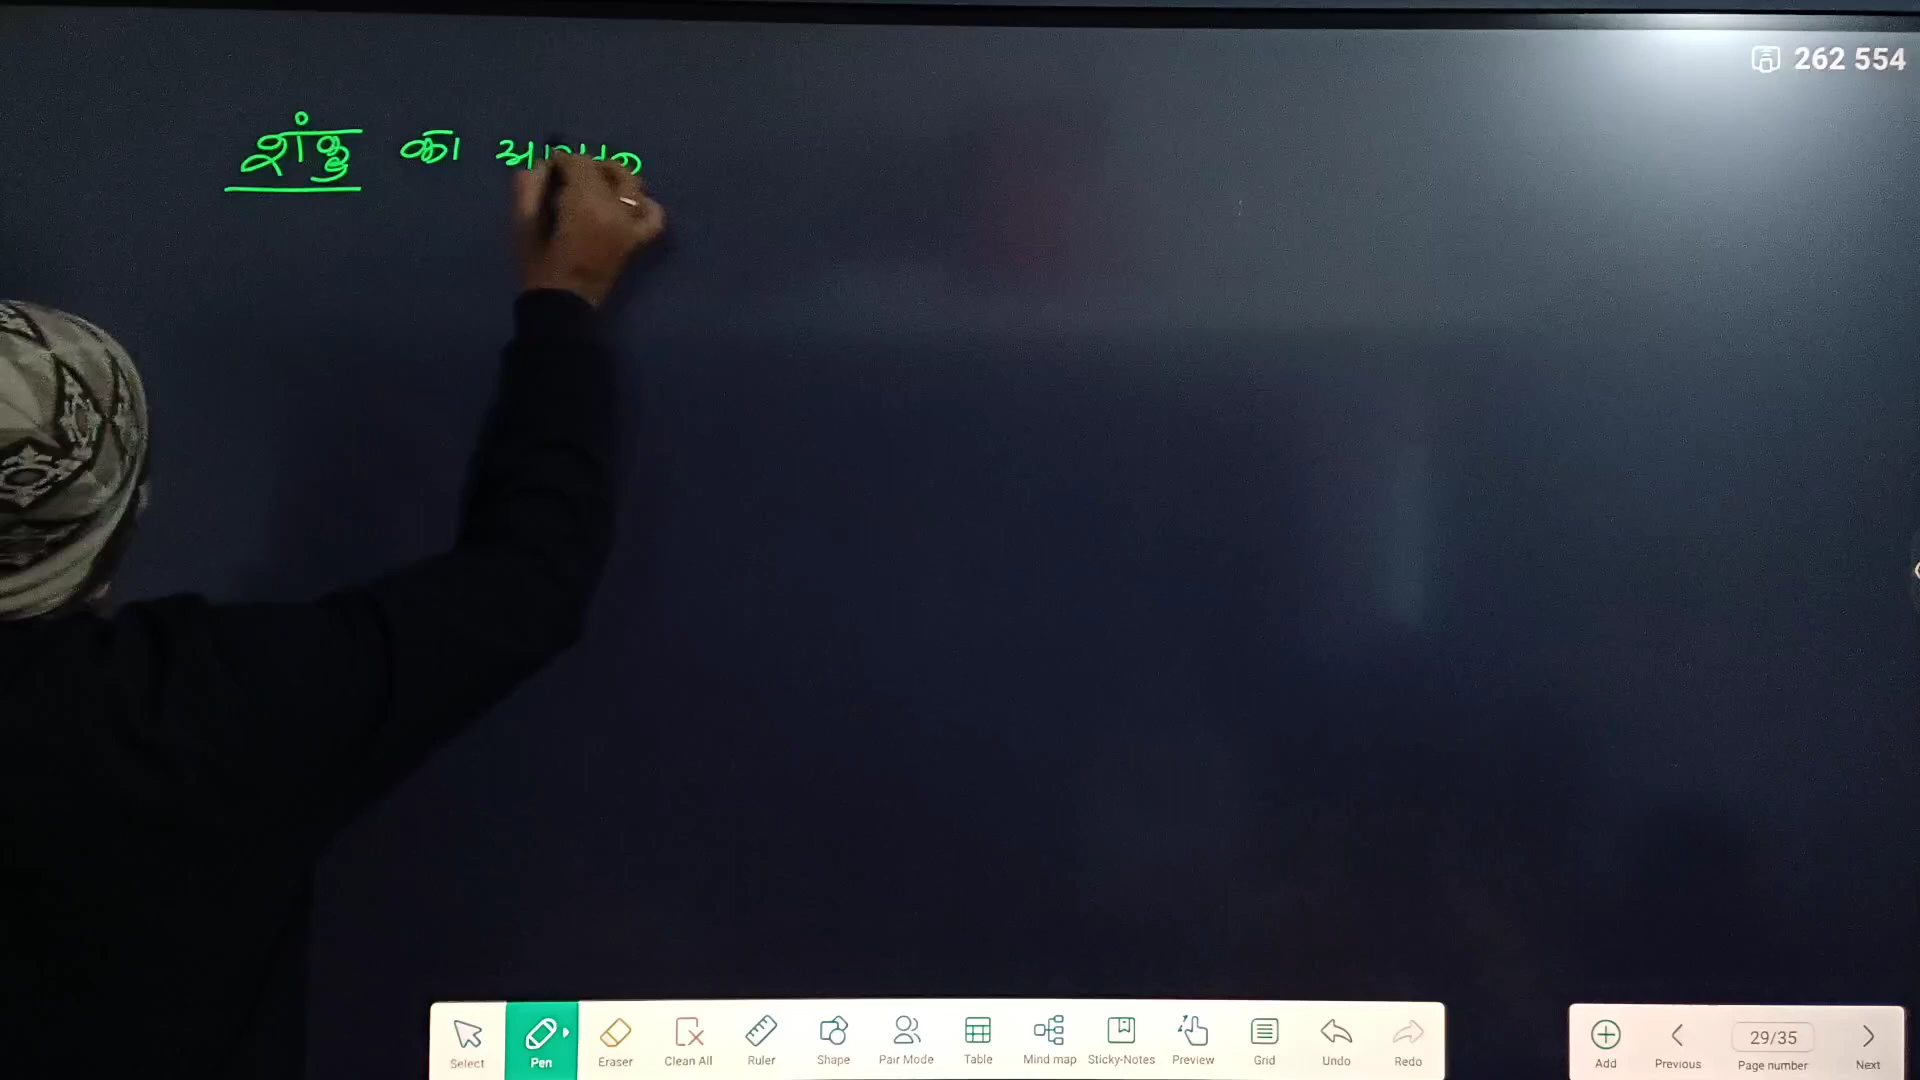 262 554
शंकु का
Select Pen Eraser Clean All Ruler Shape Pair Mode Table Mind map Sticky-Notes Preview Grid Undo Redo Add Previous 29/35 Page number Next